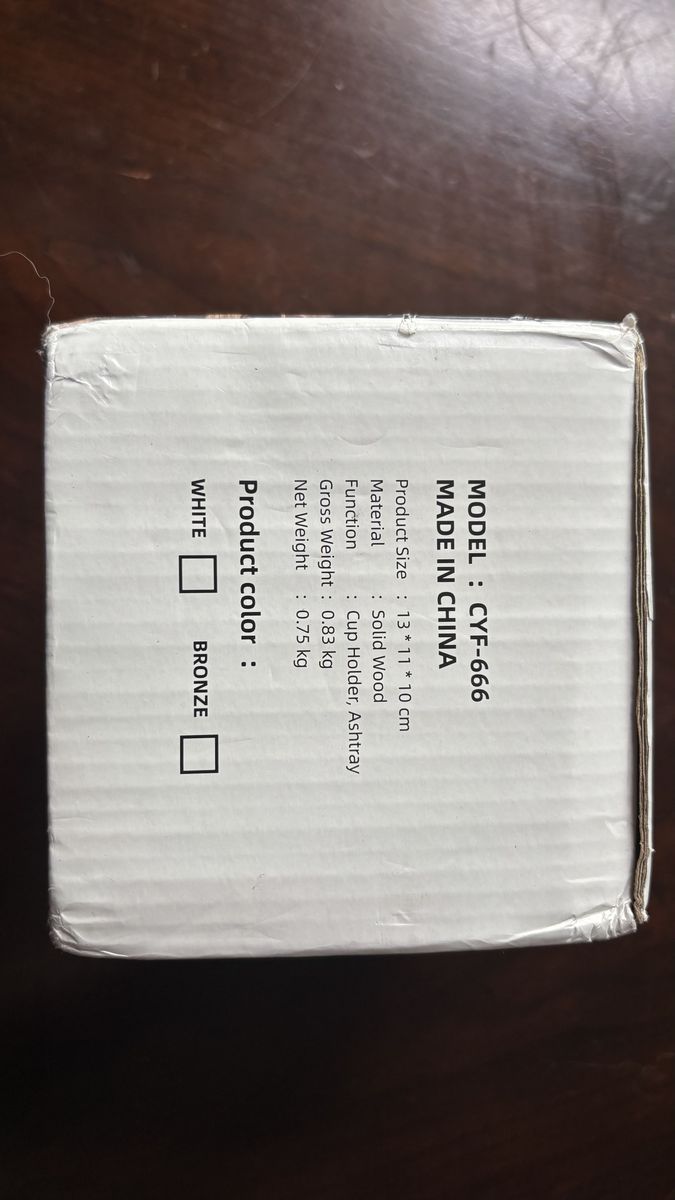 MODEL : CYF-666
MADE IN CHINA
Product Size : 13 * 11 * 10 cm
Material : Solid Wood
Function : Cup Holder, Ashtray
Gross Weight : 0.83 kg
Net Weight : 0.75 kg
Product color :
WHITE BRONZE